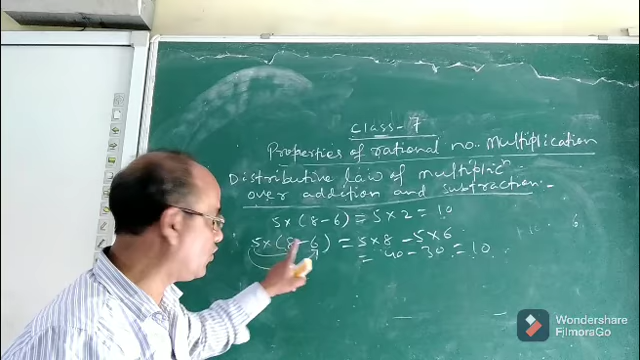 Class-7
Properties of rational no. Multiplication
Distributive law of multiplicⁿ
over addition and subtraction.-
5×(8-6) = 5×2 = 10
5×(8-6) = 5×8 - 5×6
= 40-30 = 10
Wondershare
FilmoraGo